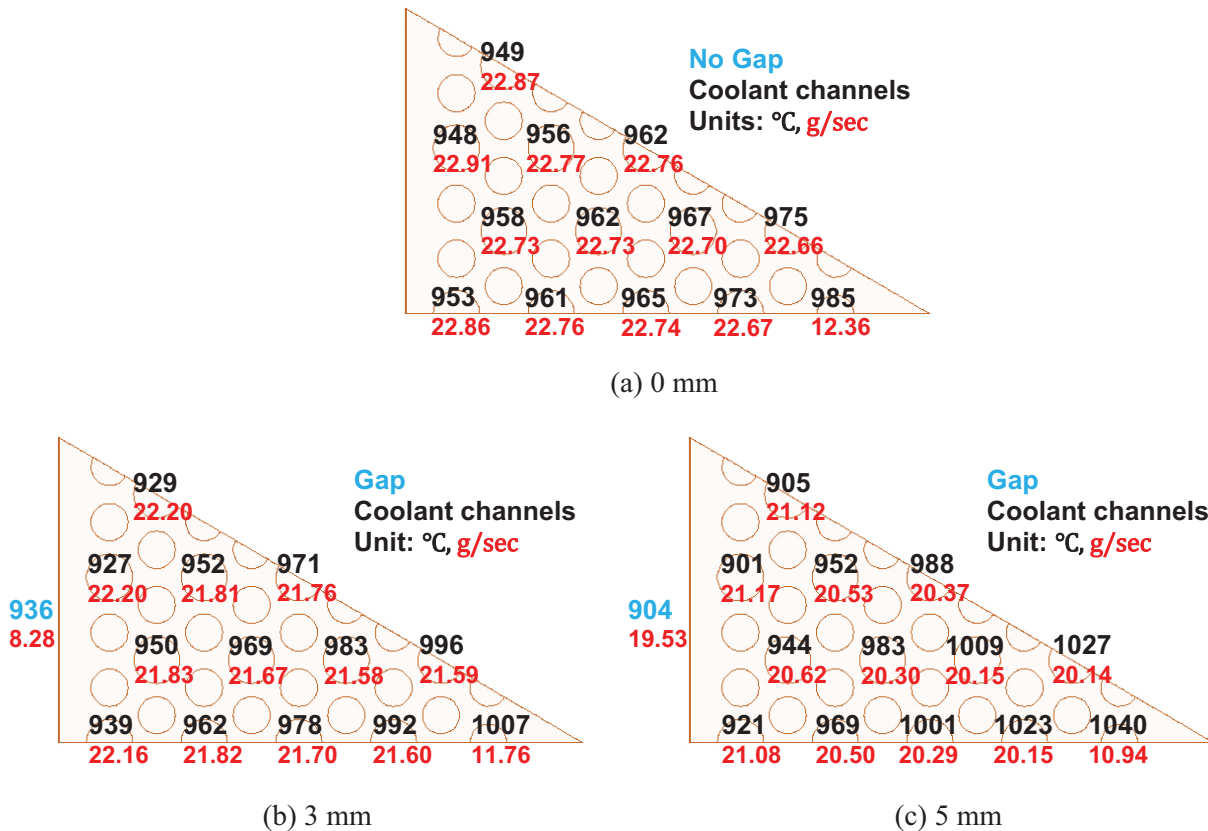 949
22.87
No Gap
Coolant channels
Units: ℃, g/sec
948 956 962
22.91 22.77 22.76
958 962 967 975
22.73 22.73 22.70 22.66
953 961 965 973 985
22.86 22.76 22.74 22.67 12.36
(a) 0 mm
929
22.20
Gap
Coolant channels
Unit: ℃, g/sec
927 952 971
22.20 21.81 21.76
936
8.28
950 969 983 996
21.83 21.67 21.58 21.59
939 962 978 992 1007
22.16 21.82 21.70 21.60 11.76
(b) 3 mm
905
21.12
Gap
Coolant channels
Unit: ℃, g/sec
901 952 988
21.17 20.53 20.37
904
19.53
944 983 1009 1027
20.62 20.30 20.15 20.14
921 969 1001 1023 1040
21.08 20.50 20.29 20.15 10.94
(c) 5 mm